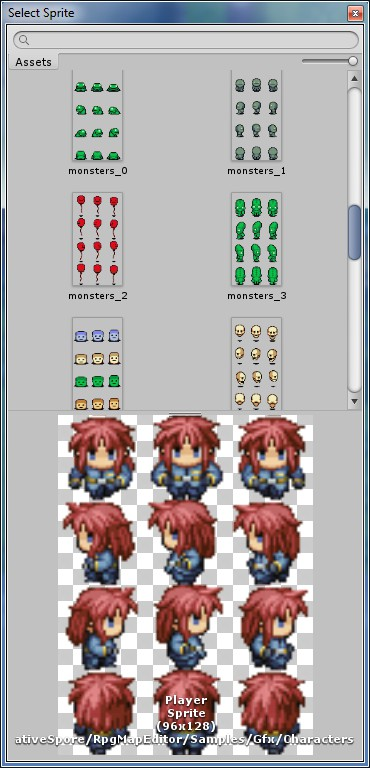 Select Sprite
Assets
monsters_0
monsters_1
monsters_2
monsters_3
Player
Sprite
(96x128)
ativeSpore/RpgMapEditor/Samples/Gfx/Characters